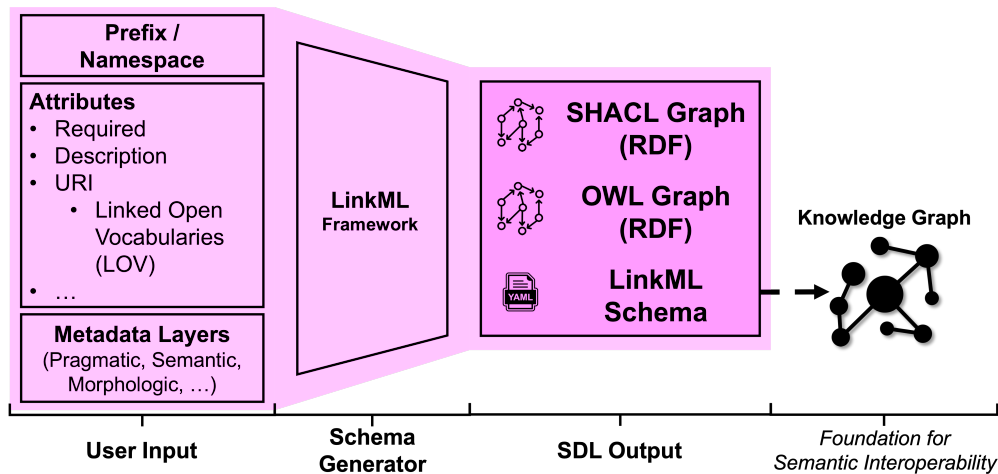 Prefix /
Namespace
Attributes
• Required
• Description
• URI
• Linked Open
Vocabularies
(LOV)
• …
Metadata Layers
(Pragmatic, Semantic,
Morphologic, …)
LinkML
Framework
SHACL Graph
(RDF)
OWL Graph
(RDF)
YAML
LinkML
Schema
Knowledge Graph
User Input
Schema
Generator
SDL Output
Foundation for
Semantic Interoperability